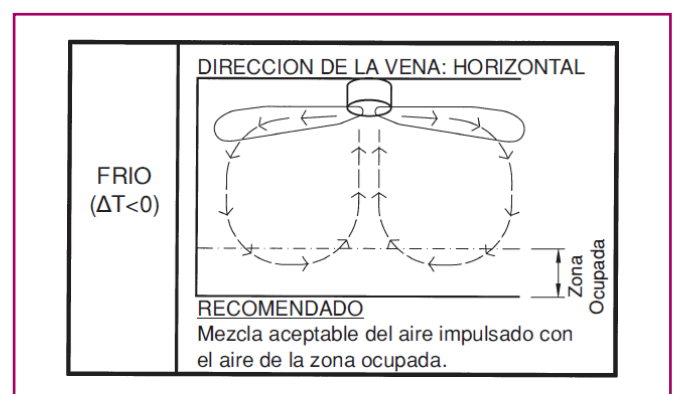 DIRECCION DE LA VENA: HORIZONTAL
FRIO
(ΔT<0)
Zona
Ocupada
RECOMENDADO
Mezcla aceptable del aire impulsado con
el aire de la zona ocupada.